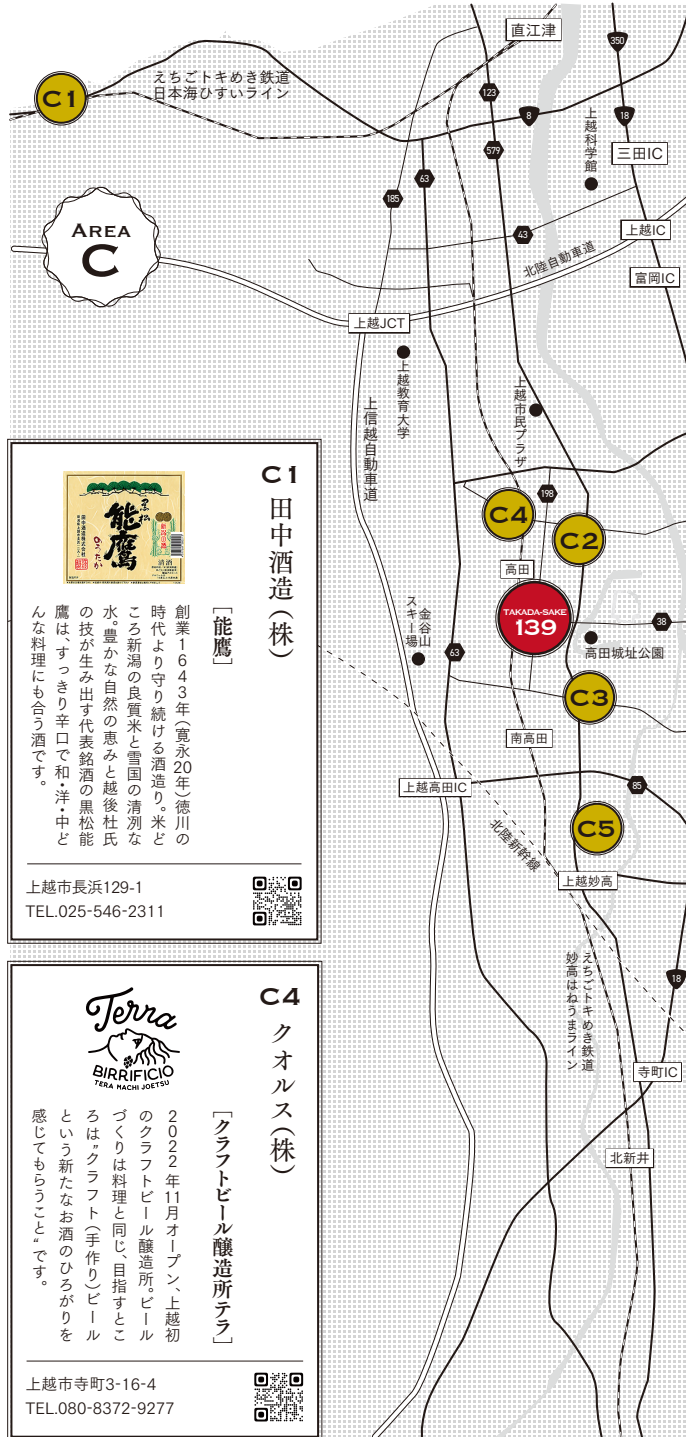 直江津
350
えちごトキめき鉄道
日本海ひすいライン
C1
123
8
18
上越科学館
579
三田IC
63
185
AREA
C
43
上越IC
北陸自動車道
富岡IC
上越JCT
上越教育大学
上信越自動車道
上越市民プラザ
198
C4
C2
高田
TAKADA-SAKE
139
38
高田城址公園
金谷山
スキー場
63
C3
南高田
上越高田IC
85
C5
北陸新幹線
上越妙高
えちごトキめき鉄道
妙高はねうまライン
18
寺町IC
北新井
C1
田中酒造(株)
黒松
能鷹
のうたか
清酒
田中酒造株式会社
[能鷹]
創業1643年(寛永20年)徳川の
時代より守り続ける酒造り。米ど
ころ新潟の良質米と雪国の清冽な
水。豊かな自然の恵みと越後杜氏
の技が生み出す代表銘酒の黒松能
鷹は、すっきり辛口で和・洋・中ど
んな料理にも合う酒です。
上越市長浜129-1
TEL.025-546-2311
C4
クオルス(株)
Terra
BIRRIFICIO
TERA MACHI JOETSU
[クラフトビール醸造所テラ]
2022年11月オープン、上越初
のクラフトビール醸造所。ビール
づくりは料理と同じ、目指すとこ
ろは〝クラフト(手作り)ビール
という新たなお酒のひろがりを
感じてもらうこと〟です。
上越市寺町3-16-4
TEL.080-8372-9277